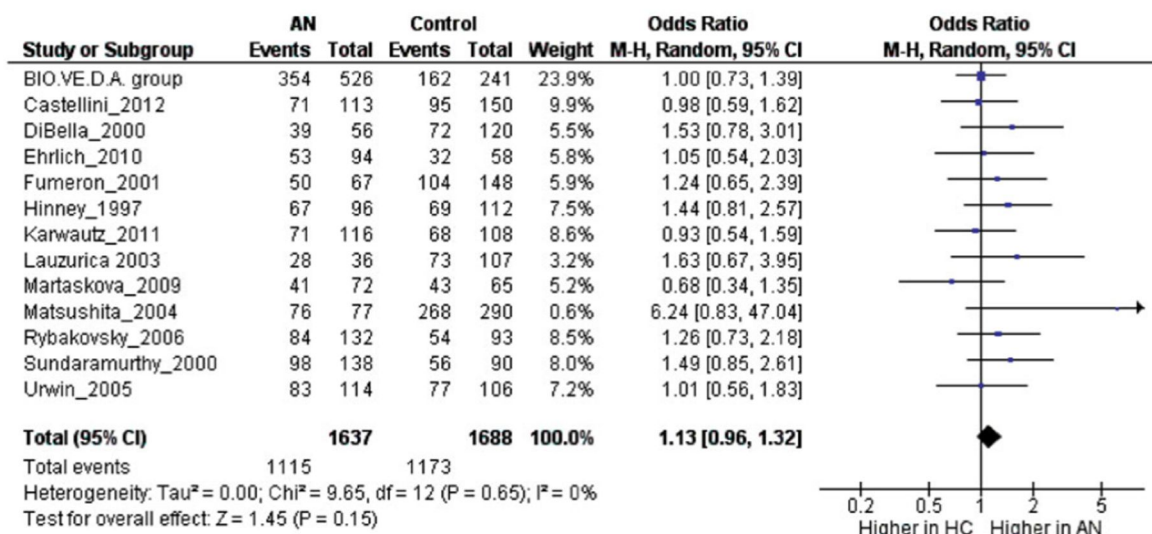 AN Control Odds Ratio Odds Ratio
Study or Subgroup Events Total Events Total Weight M-H, Random, 95% CI M-H, Random, 95% CI
BIO.VE.D.A. group 354 526 162 241 23.9% 1.00 [0.73, 1.39]
Castellini_2012 71 113 95 150 9.9% 0.98 [0.59, 1.62]
DiBella_2000 39 56 72 120 5.5% 1.53 [0.78, 3.01]
Ehrlich_2010 53 94 32 58 5.8% 1.05 [0.54, 2.03]
Fumeron_2001 50 67 104 148 5.9% 1.24 [0.65, 2.39]
Hinney_1997 67 96 69 112 7.5% 1.44 [0.81, 2.57]
Karwautz_2011 71 116 68 108 8.6% 0.93 [0.54, 1.59]
Lauzurica 2003 28 36 73 107 3.2% 1.63 [0.67, 3.95]
Martaskova_2009 41 72 43 65 5.2% 0.68 [0.34, 1.35]
Matsushita_2004 76 77 268 290 0.6% 6.24 [0.83, 47.04]
Rybakovsky_2006 84 132 54 93 8.5% 1.26 [0.73, 2.18]
Sundaramurthy_2000 98 138 56 90 8.0% 1.49 [0.85, 2.61]
Urwin_2005 83 114 77 106 7.2% 1.01 [0.56, 1.83]
Total (95% CI) 1637 1688 100.0% 1.13 [0.96, 1.32]
Total events 1115 1173
Heterogeneity: Tau² = 0.00; Chi² = 9.65, df = 12 (P = 0.65); I² = 0%
Test for overall effect: Z = 1.45 (P = 0.15)
0.2 0.5 1 2 5
Higher in HC Higher in AN